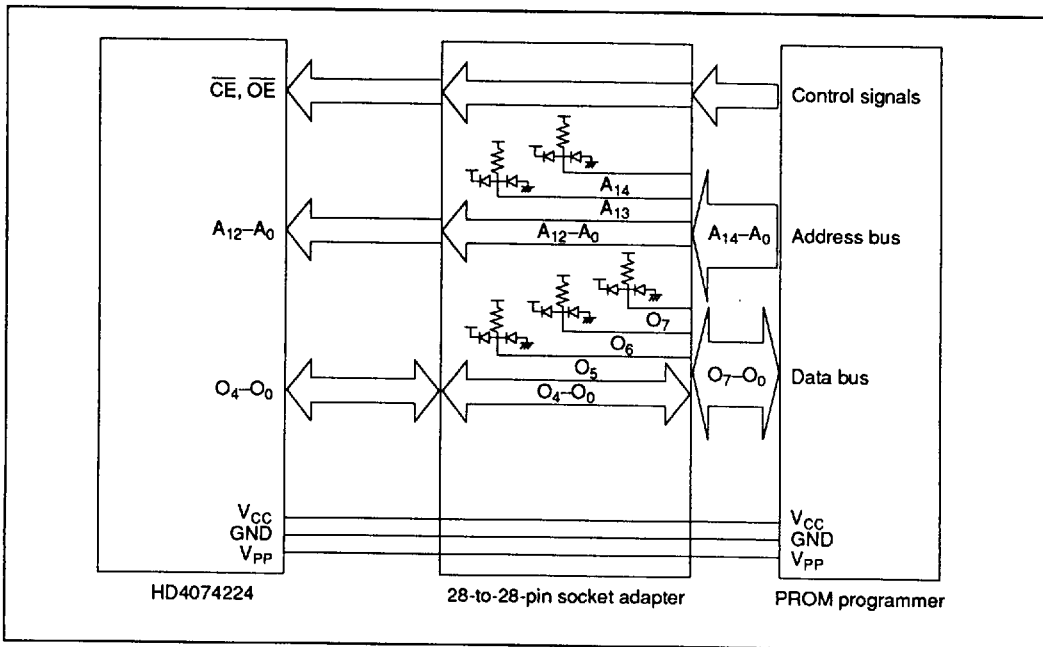 CE, OE
Control signals
A14
A13
A12–A0
A12–A0
A14–A0
Address bus
O7
O6
O5
O4–O0
O4–O0
O7–O0
Data bus
VCC
VCC
GND
GND
VPP
VPP
HD4074224
28-to-28-pin socket adapter
PROM programmer